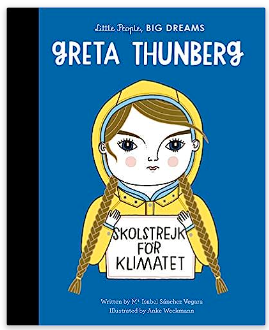 Little People, BIG DREAMS
GRETA THUNBERG
SKOLSTREJK
FÖR
KLIMATET
Written by Mª Isabel Sánchez Vegara
Illustrated by Anke Weckmann